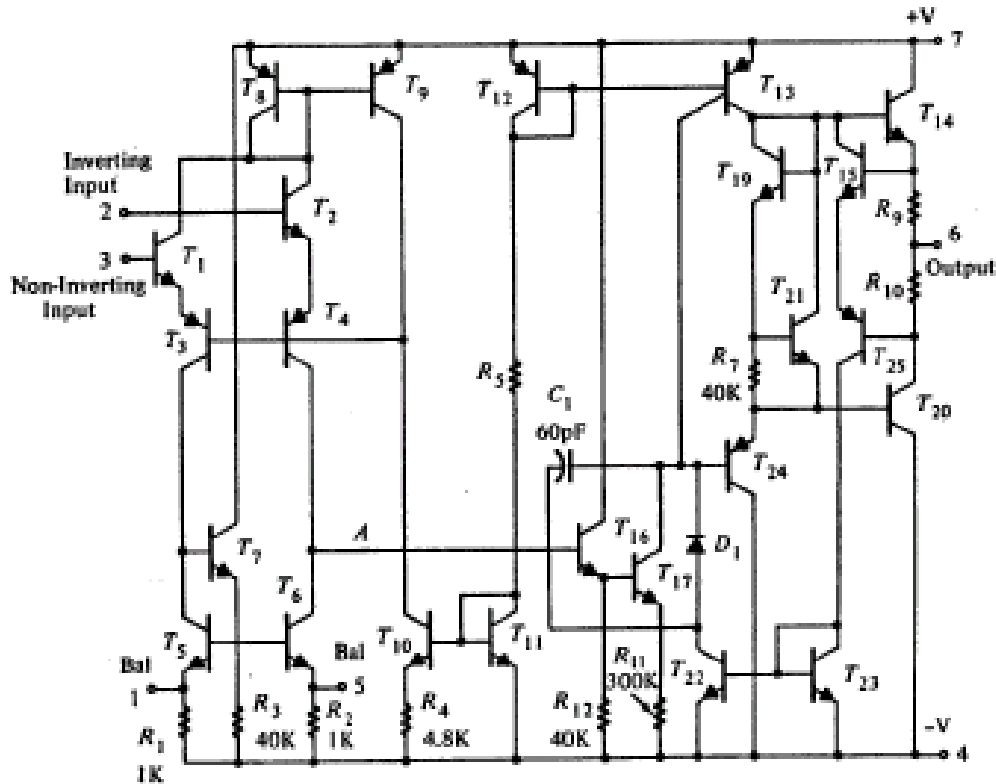 +V
7
T8
T9
T12
T13
T14
Inverting
Input
2
T2
T19
T15
R9
3
T1
6
Output
Non-Inverting
Input
T4
T21
R10
T3
R5
R7
40K
T25
C1
60pF
T20
T24
A
T16
D1
T7
T17
T6
T5
Bal
1
Bal
5
T10
T11
R11
300K
T22
T23
R1
1K
R3
40K
R2
1K
R4
4.8K
R12
40K
-V
4